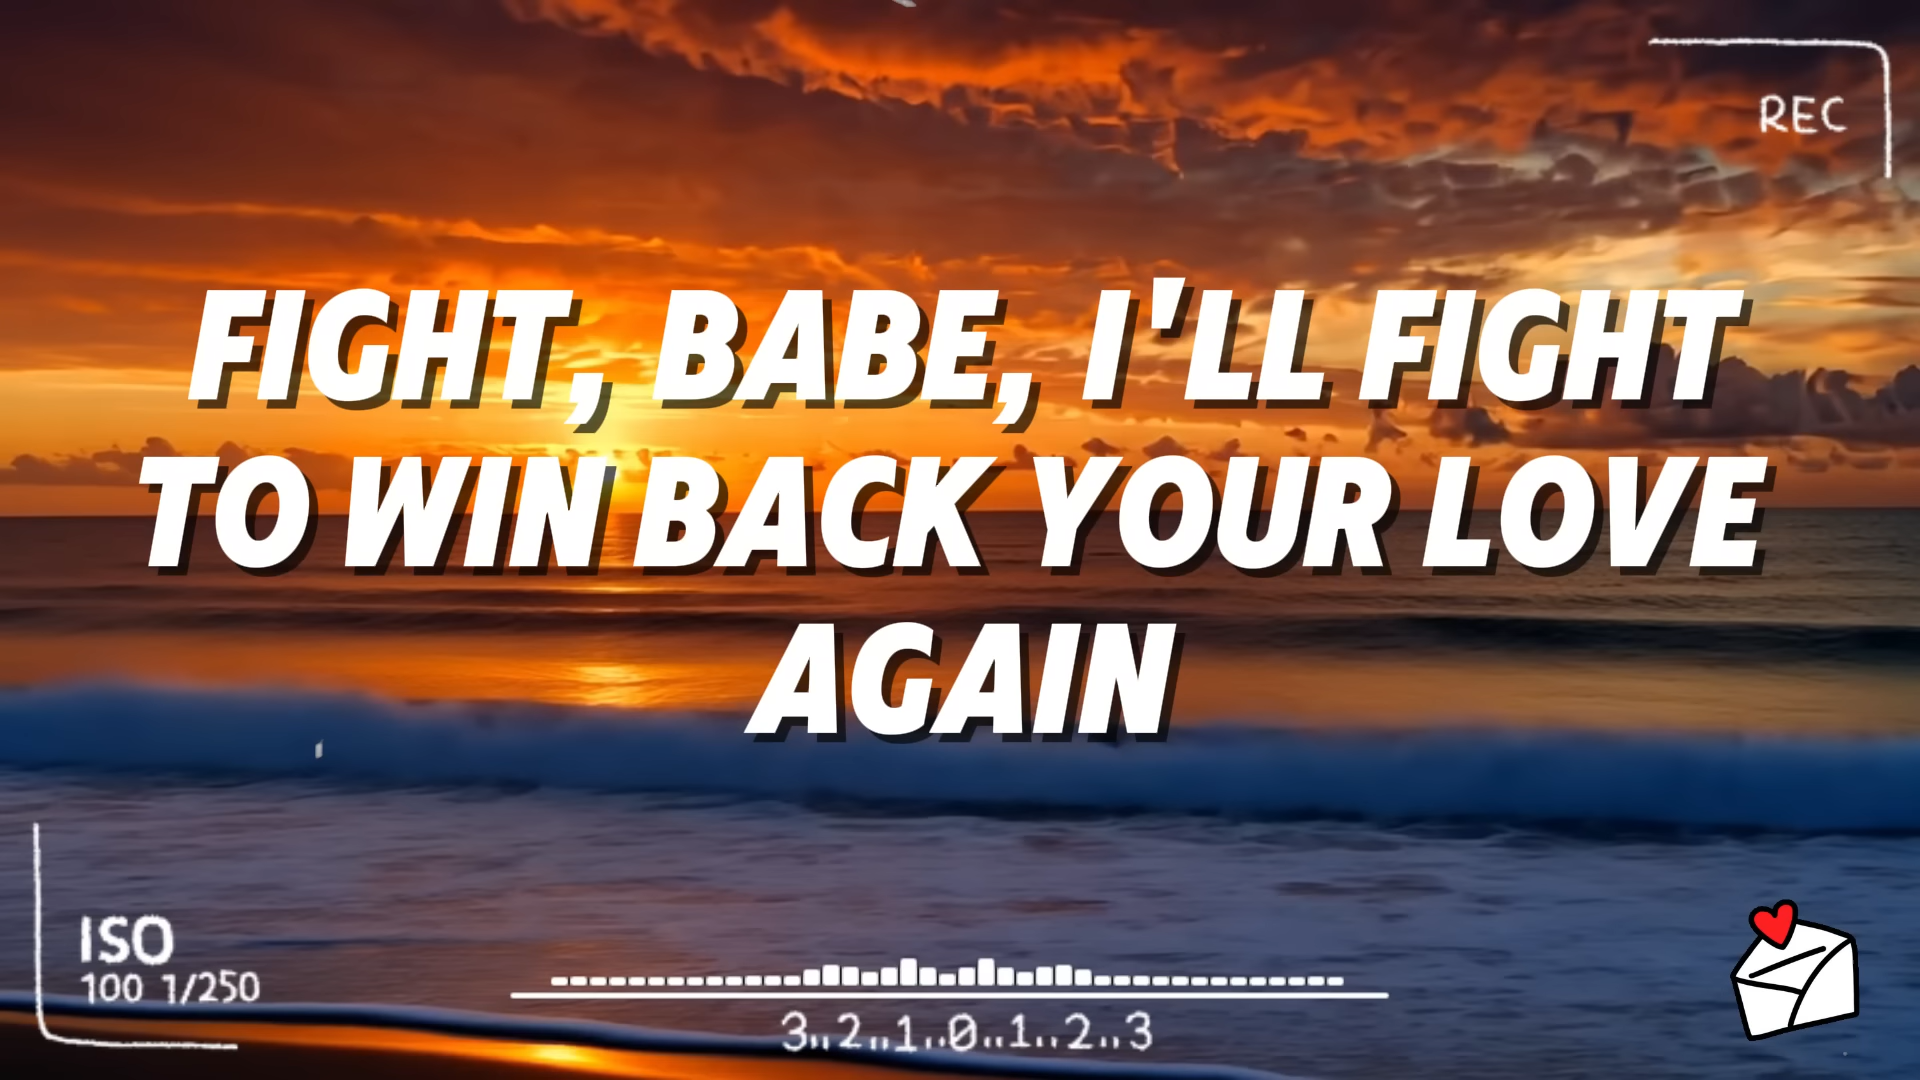 REC
FIGHT, BABE, I'LL FIGHT
TO WIN BACK YOUR LOVE
AGAIN
ISO
100 1/250
3..2..1..0..1..2..3